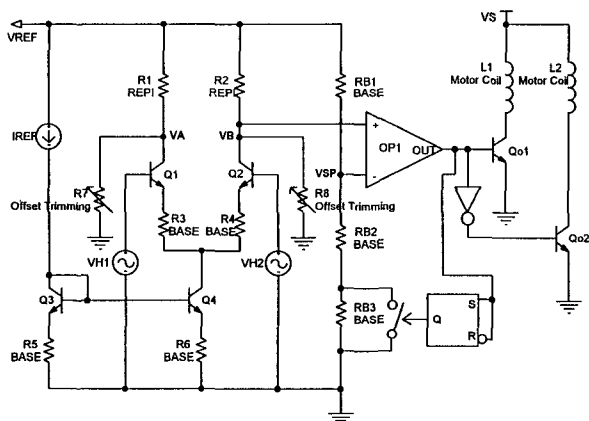 VREF
VS
R1
REPI
R2
REPI
RB1
BASE
L1
Motor Coil
L2
Motor Coil
IREF
VA
VB
+
-
OP1
OUT
Qo1
Q1
Q2
VSP
R7
Offset Trimming
R8
Offset Trimming
R3
BASE
R4
BASE
RB2
BASE
Qo2
VH1
VH2
Q3
Q4
RB3
BASE
Q
S
R
R5
BASE
R6
BASE